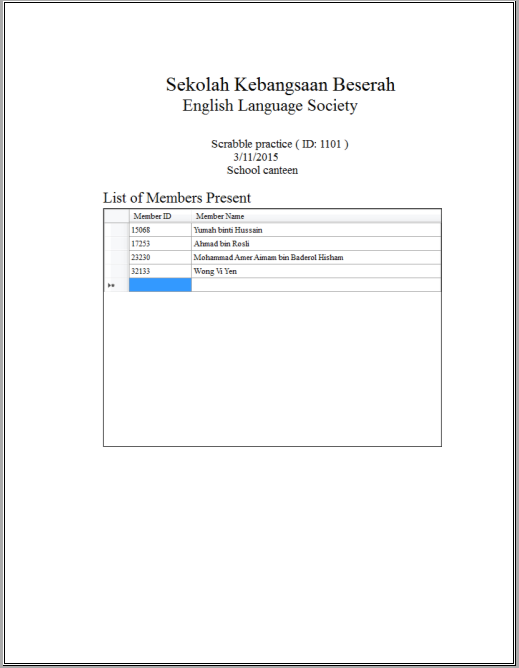 Sekolah Kebangsaan Beserah
English Language Society
Scrabble practice ( ID: 1101 )
3/11/2015
School canteen
List of Members Present
Member ID Member Name
15068 Yumah binti Hussain
17253 Ahmad bin Rosli
23230 Mohammad Amer Aimam bin Baderol Hisham
32133 Wong Vi Yen